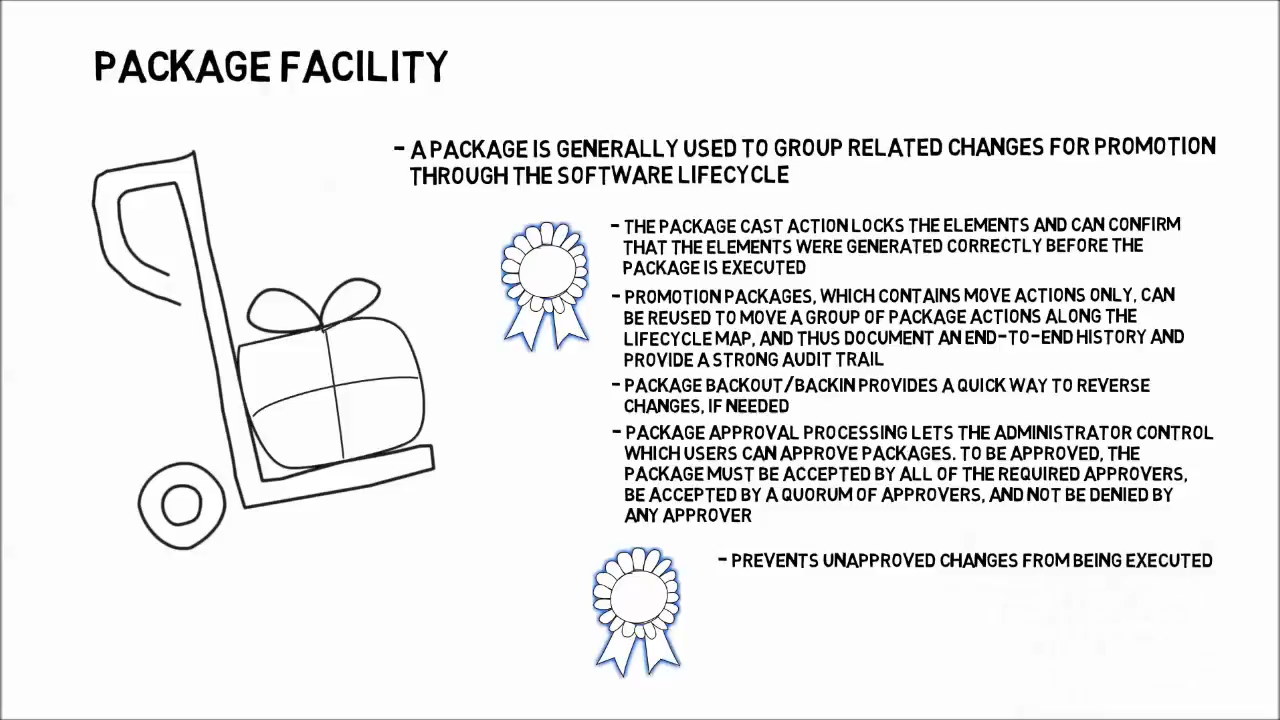 PACKAGE FACILITY
- A PACKAGE IS GENERALLY USED TO GROUP RELATED CHANGES FOR PROMOTION
THROUGH THE SOFTWARE LIFECYCLE
- THE PACKAGE CAST ACTION LOCKS THE ELEMENTS AND CAN CONFIRM
THAT THE ELEMENTS WERE GENERATED CORRECTLY BEFORE THE
PACKAGE IS EXECUTED
- PROMOTION PACKAGES, WHICH CONTAINS MOVE ACTIONS ONLY, CAN
BE REUSED TO MOVE A GROUP OF PACKAGE ACTIONS ALONG THE
LIFECYCLE MAP, AND THUS DOCUMENT AN END-TO-END HISTORY AND
PROVIDE A STRONG AUDIT TRAIL
- PACKAGE BACKOUT/BACKIN PROVIDES A QUICK WAY TO REVERSE
CHANGES, IF NEEDED
- PACKAGE APPROVAL PROCESSING LETS THE ADMINISTRATOR CONTROL
WHICH USERS CAN APPROVE PACKAGES. TO BE APPROVED, THE
PACKAGE MUST BE ACCEPTED BY ALL OF THE REQUIRED APPROVERS,
BE ACCEPTED BY A QUORUM OF APPROVERS, AND NOT BE DENIED BY
ANY APPROVER
- PREVENTS UNAPPROVED CHANGES FROM BEING EXECUTED